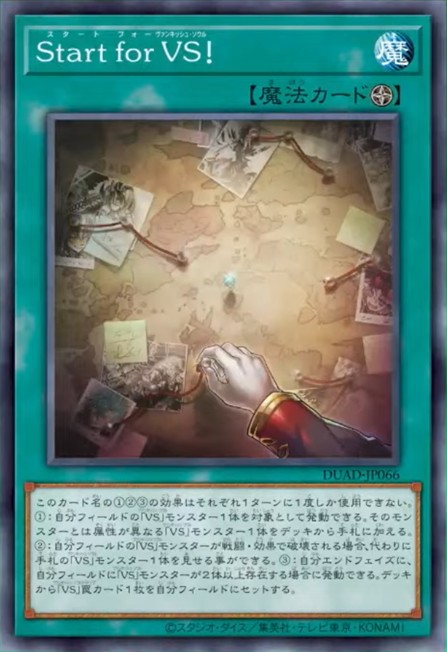 スタート フォー ヴァンキッシュ・ソウル
Start for VS!
魔
【魔法カード】
DUAD-JP066
このカード名の①②③の効果はそれぞれ１ターンに１度しか使用できない。
①：自分フィールドの「VS」モンスター１体を対象として発動できる。そのモ
ンスターとは属性が異なる「VS」モンスター１体をデッキから手札に加える。
②：自分フィールドの「VS」モンスターが戦闘・効果で破壊される場合、代わりに
手札の「VS」モンスター１体を見せる事ができる。③：自分エンドフェイズに、
自分フィールドに「VS」モンスターが２体以上存在する場合に発動できる。デッキ
から「VS」罠カード１枚を自分フィールドにセットする。
©スタジオ・ダイス／集英社・テレビ東京・KONAMI